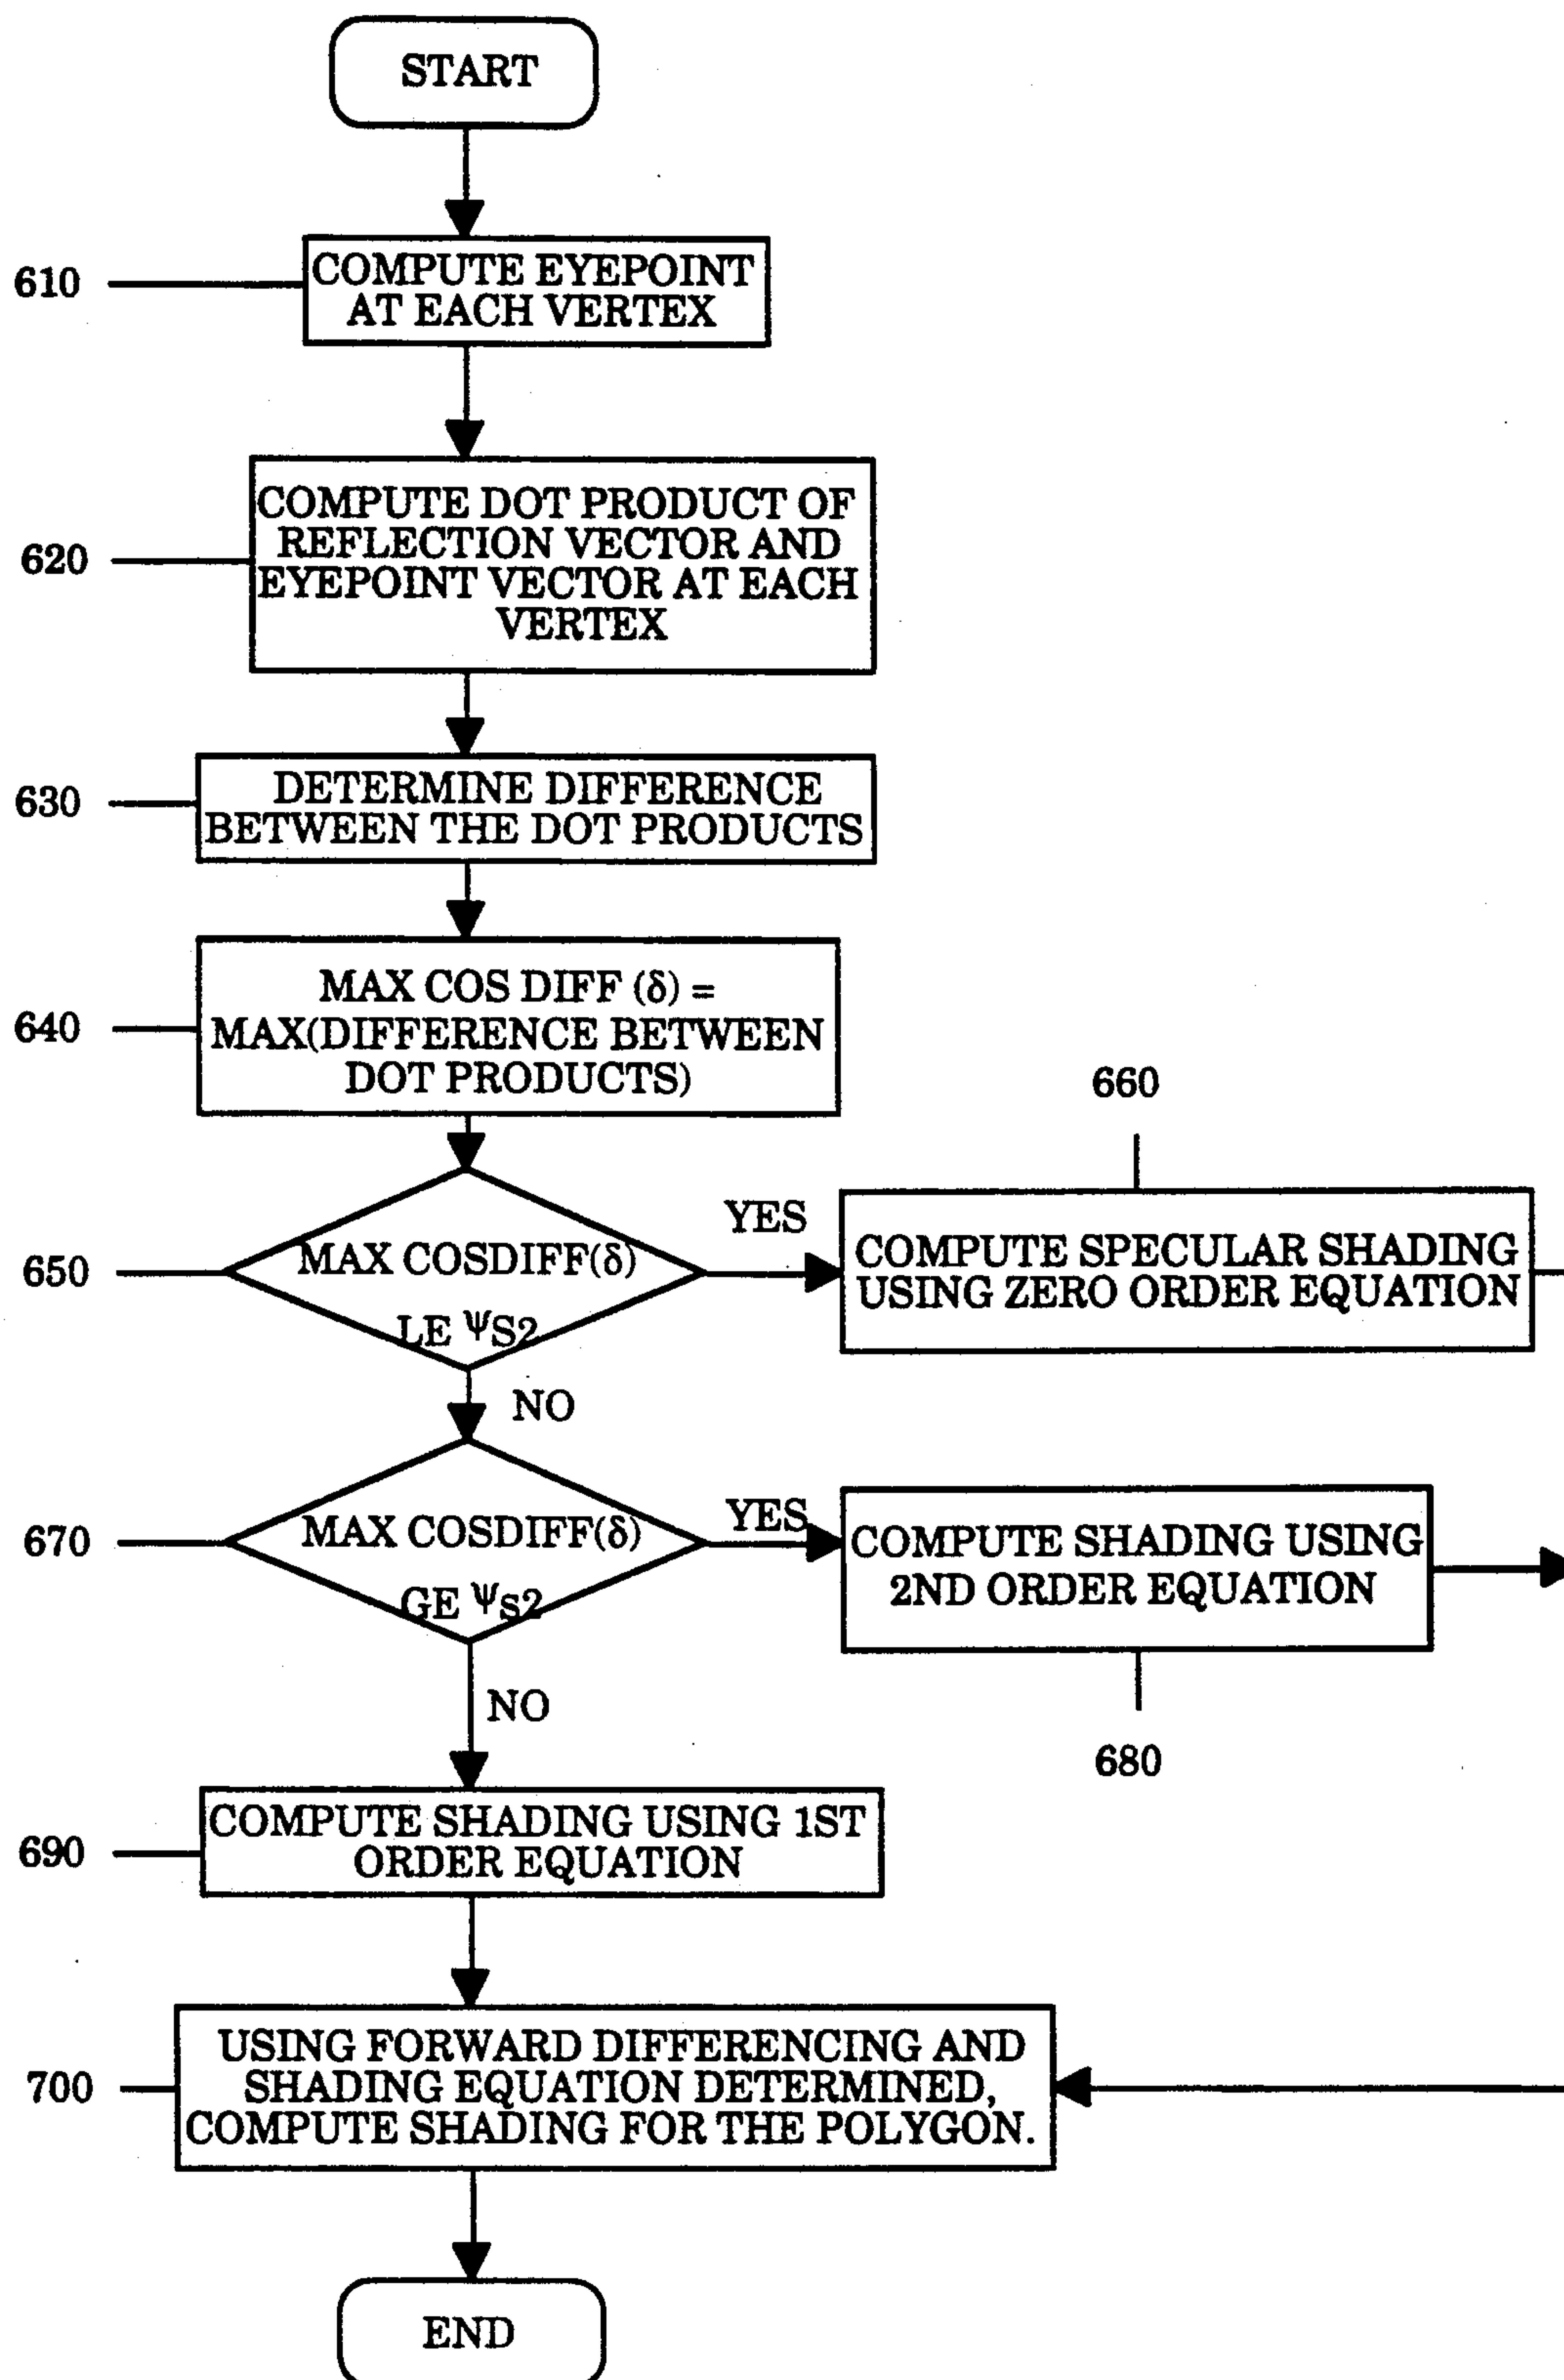 START
610
COMPUTE EYEPOINT
AT EACH VERTEX
620
COMPUTE DOT PRODUCT OF
REFLECTION VECTOR AND
EYEPOINT VECTOR AT EACH
VERTEX
630
DETERMINE DIFFERENCE
BETWEEN THE DOT PRODUCTS
640
MAX COS DIFF (δ) =
MAX(DIFFERENCE BETWEEN
DOT PRODUCTS)
650
MAX COSDIFF(δ)
LE ΨS2
YES
660
COMPUTE SPECULAR SHADING
USING ZERO ORDER EQUATION
NO
670
MAX COSDIFF(δ)
GE ΨS2
YES
COMPUTE SHADING USING
2ND ORDER EQUATION
680
NO
690
COMPUTE SHADING USING 1ST
ORDER EQUATION
700
USING FORWARD DIFFERENCING AND
SHADING EQUATION DETERMINED,
COMPUTE SHADING FOR THE POLYGON.
END